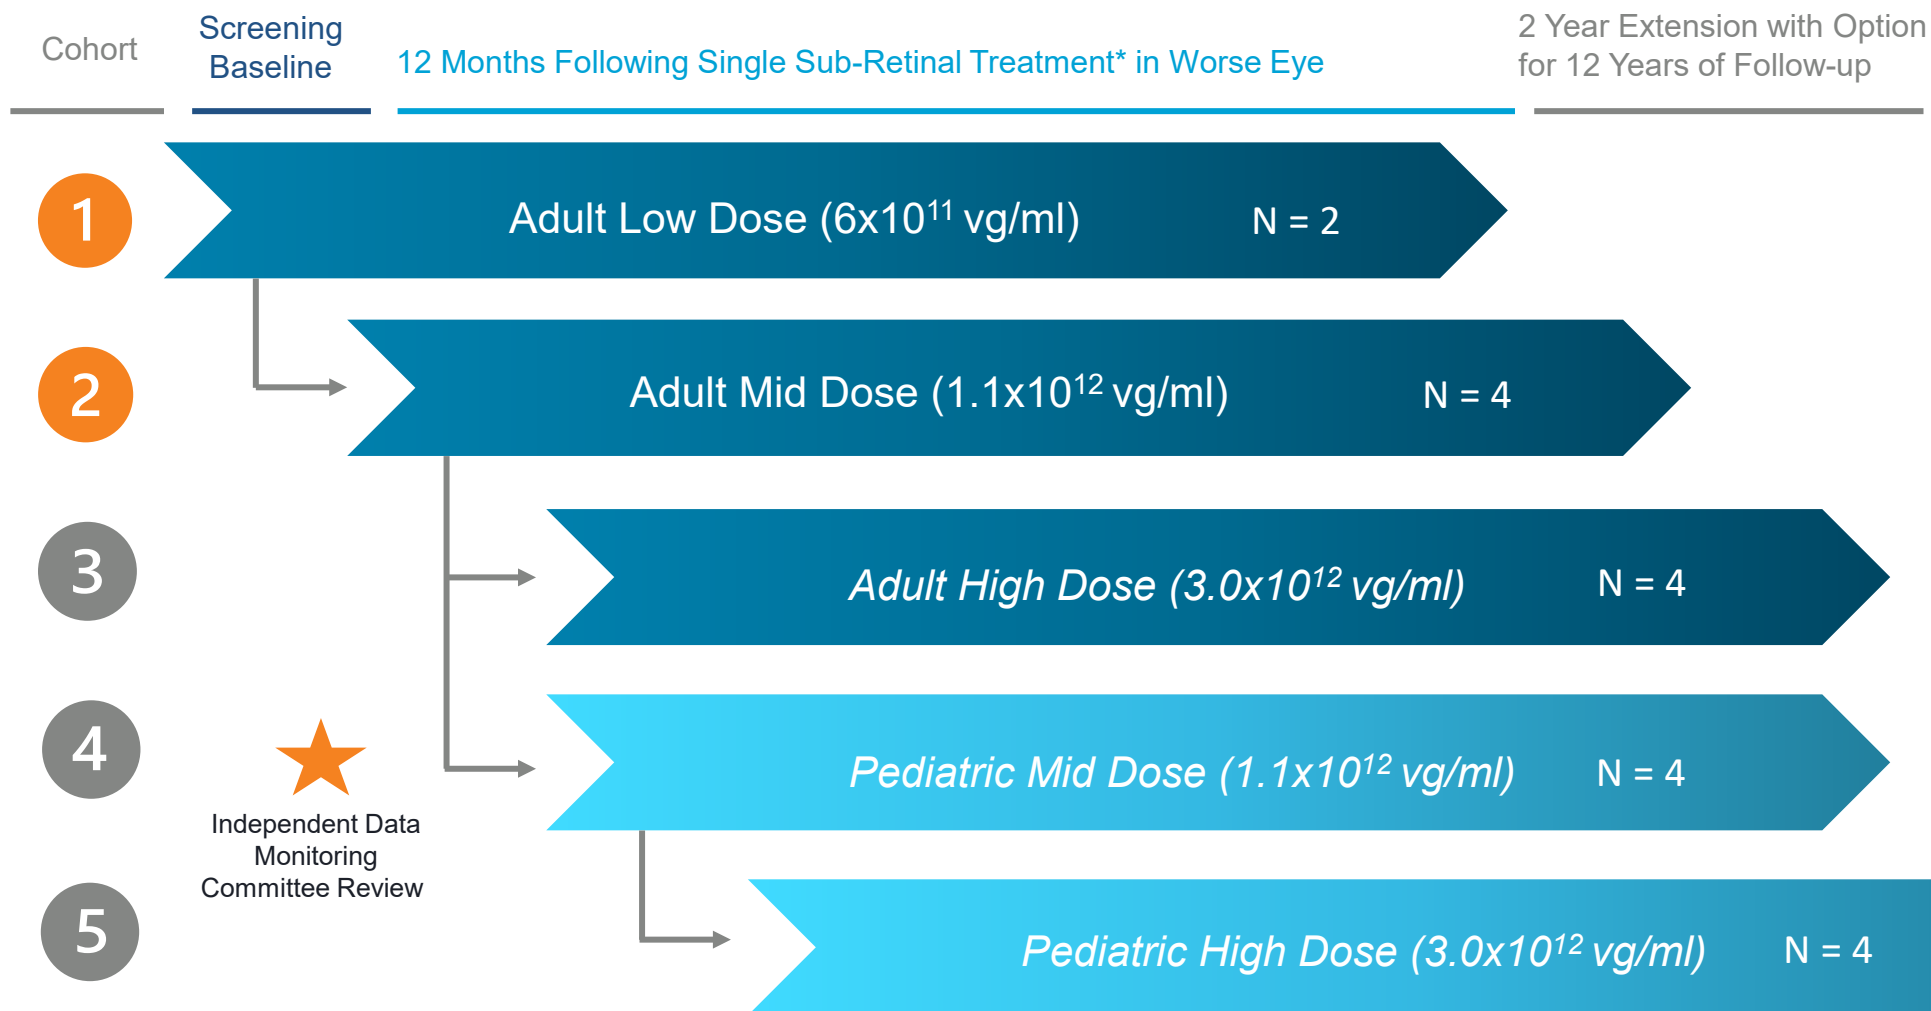 Cohort
Screening
Baseline
12 Months Following Single Sub-Retinal Treatment* in Worse Eye
2 Year Extension with Option
for 12 Years of Follow-up
1
Adult Low Dose (6x10¹¹ vg/ml) N = 2
2
Adult Mid Dose (1.1x10¹² vg/ml) N = 4
3
Adult High Dose (3.0x10¹² vg/ml) N = 4
4
Pediatric Mid Dose (1.1x10¹² vg/ml) N = 4
Independent Data
Monitoring
Committee Review
5
Pediatric High Dose (3.0x10¹² vg/ml) N = 4